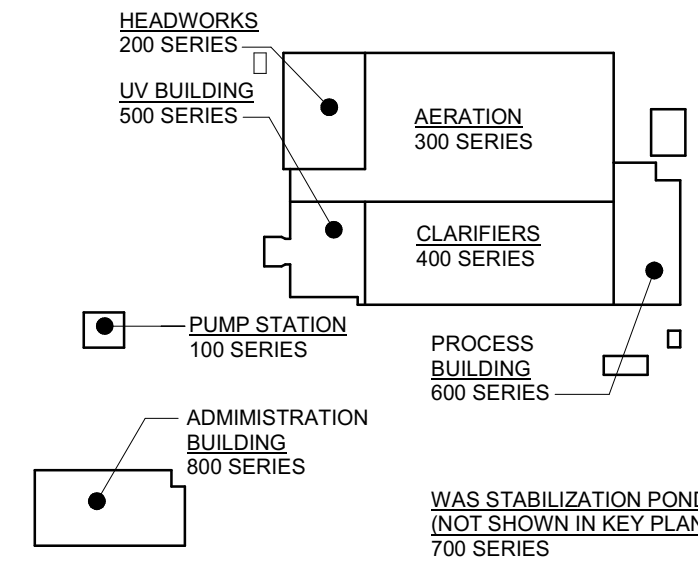 HEADWORKS
200 SERIES
UV BUILDING
500 SERIES
AERATION
300 SERIES
CLARIFIERS
400 SERIES
PUMP STATION
100 SERIES
PROCESS
BUILDING
600 SERIES
ADMIMISTRATION
BUILDING
800 SERIES
WAS STABILIZATION POND
(NOT SHOWN IN KEY PLAN
700 SERIES